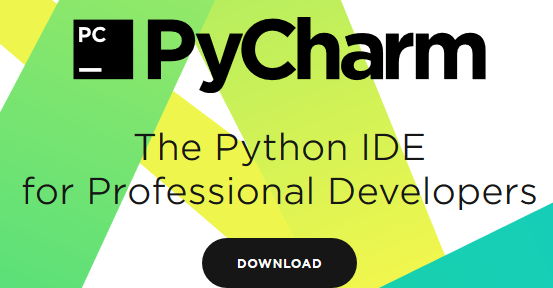 PC
PyCharm
The Python IDE
for Professional Developers
DOWNLOAD